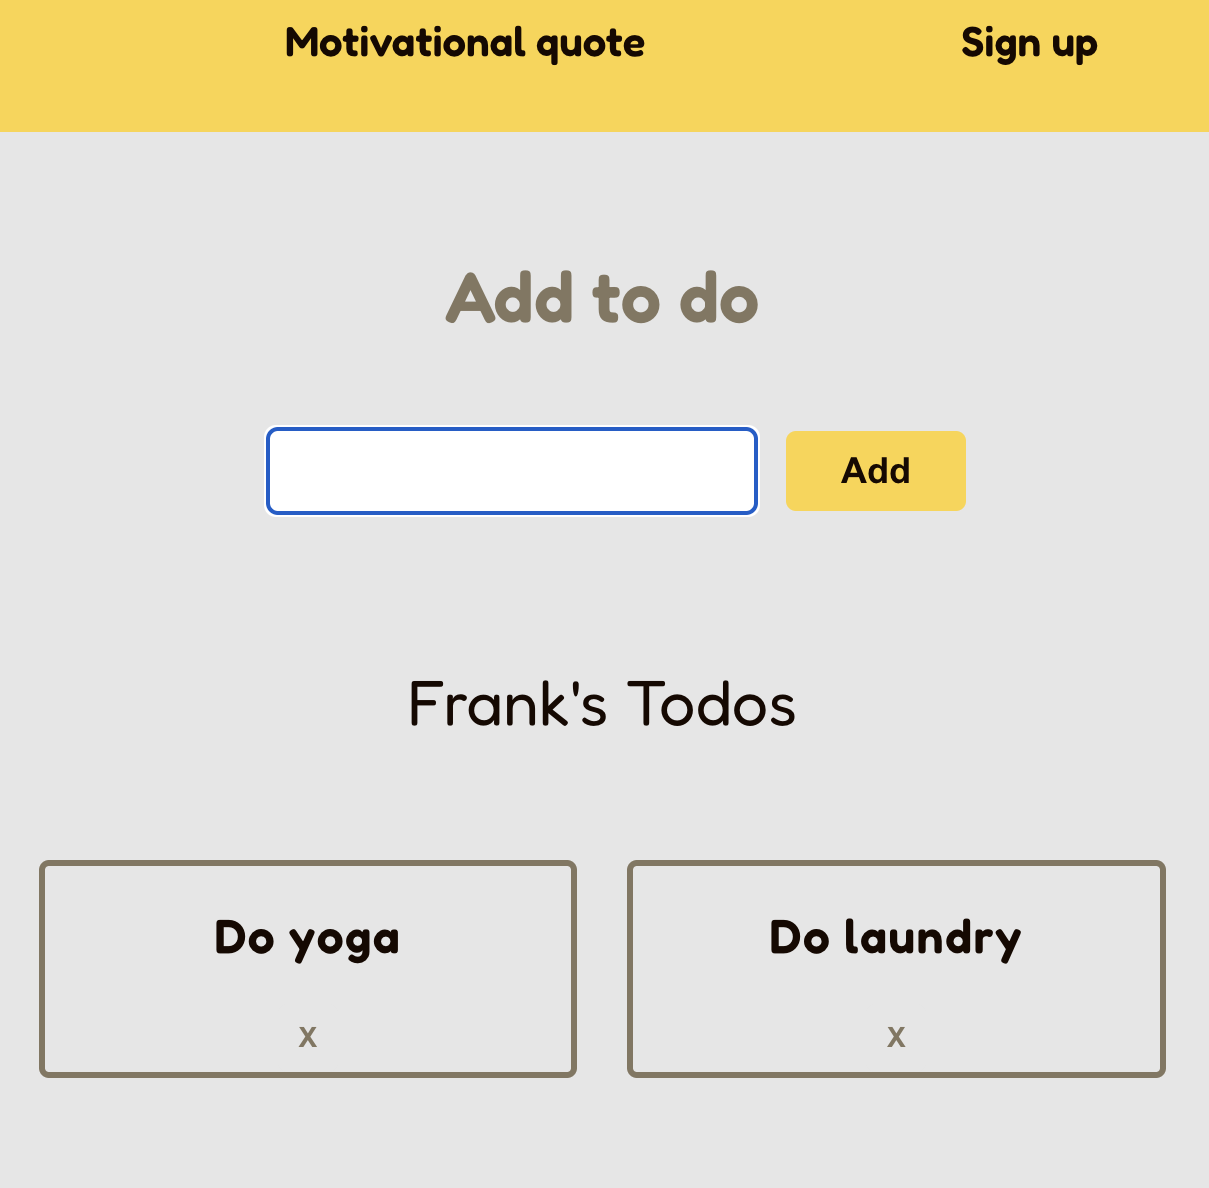 Motivational quote Sign up
Add to do
Add
Frank's Todos
Do yoga Do laundry
x x